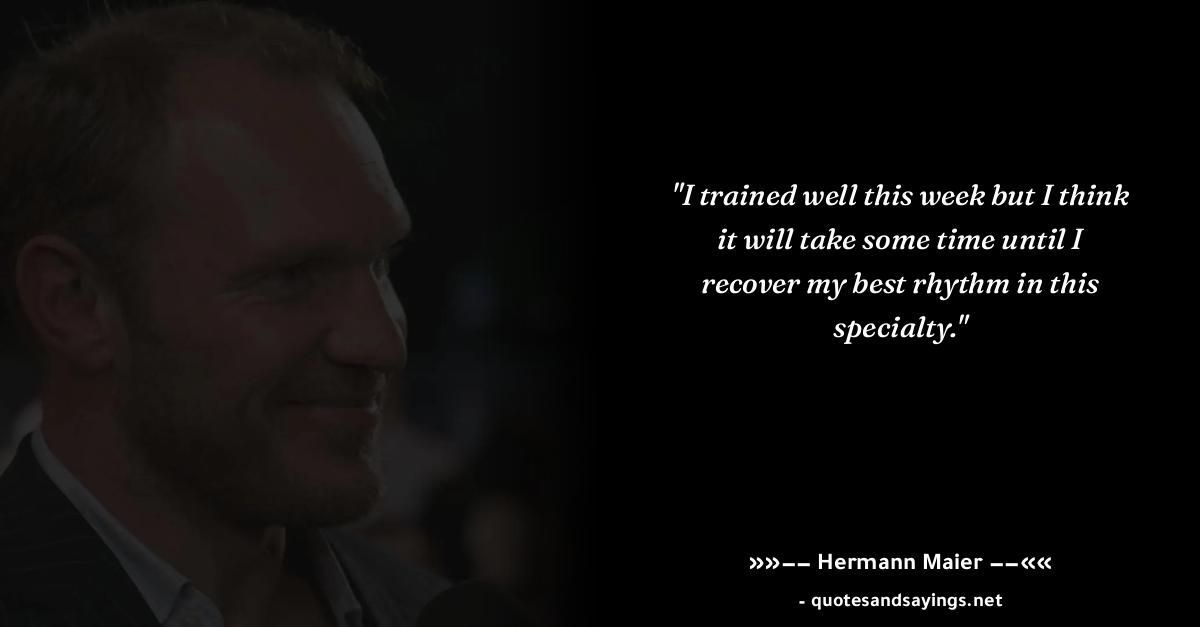 "I trained well this week but I think
it will take some time until I
recover my best rhythm in this
specialty."
»»−− Hermann Maier −−««
- quotesandsayings.net